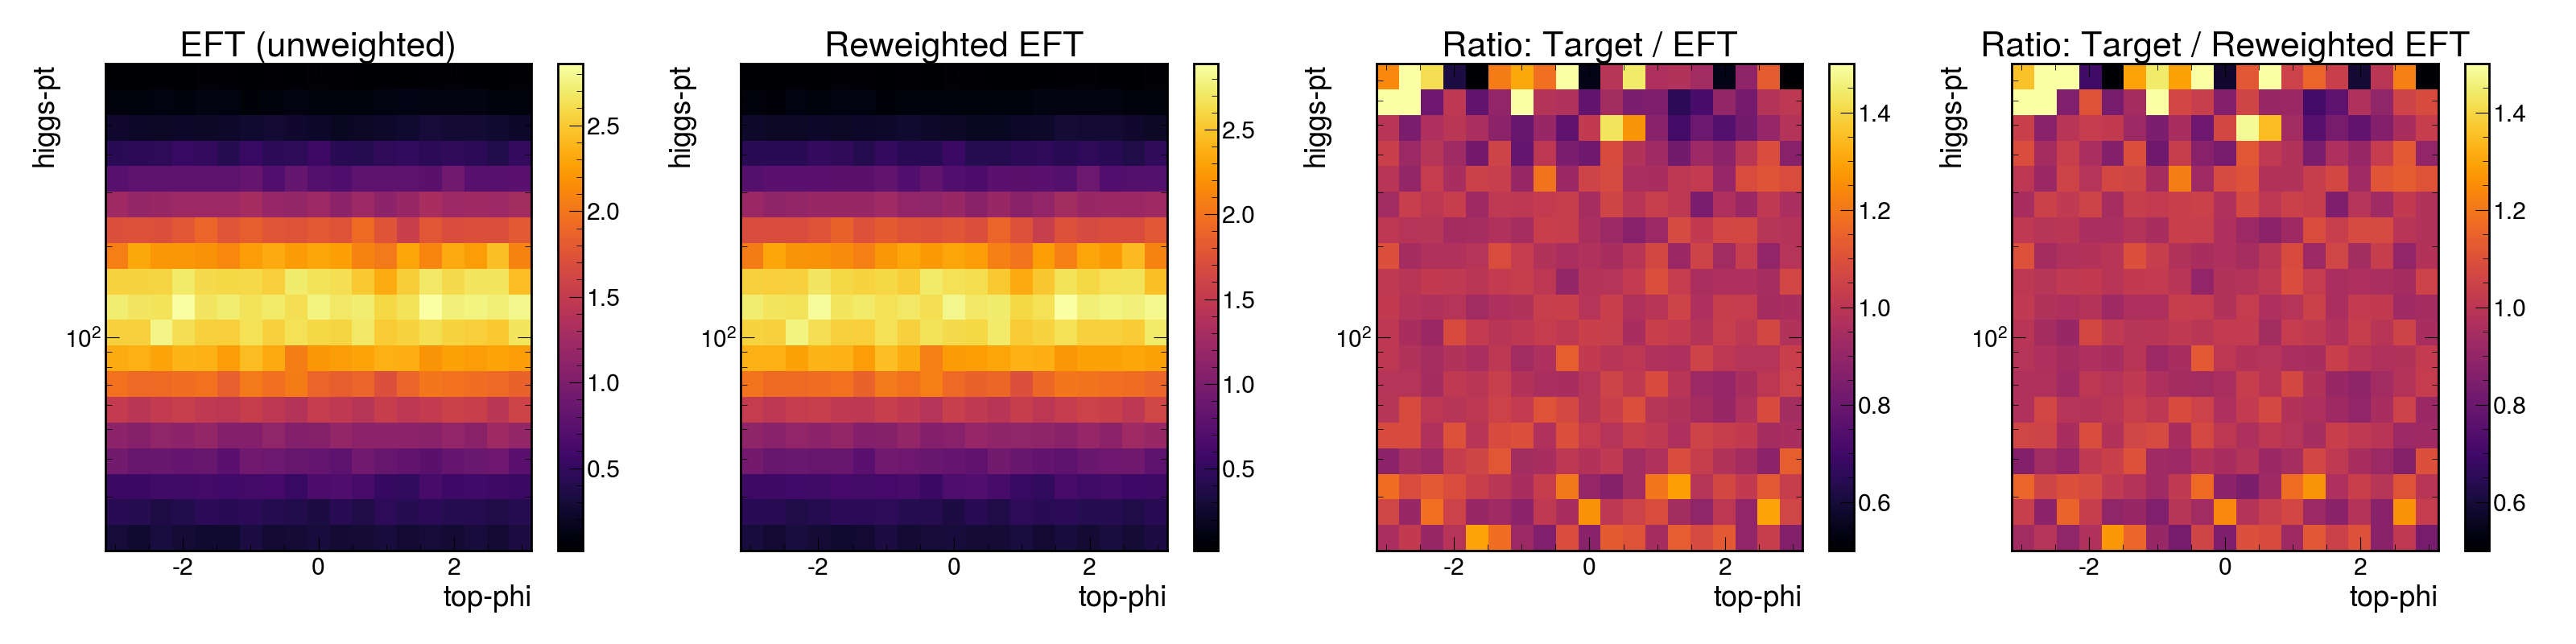 EFT (unweighted)
higgs-pt
10²
-2 0 2
top-phi
2.5
2.0
1.5
1.0
0.5
Reweighted EFT
higgs-pt
10²
-2 0 2
top-phi
2.5
2.0
1.5
1.0
0.5
Ratio: Target / EFT
higgs-pt
10²
-2 0 2
top-phi
1.4
1.2
1.0
0.8
0.6
Ratio: Target / Reweighted EFT
higgs-pt
10²
-2 0 2
top-phi
1.4
1.2
1.0
0.8
0.6